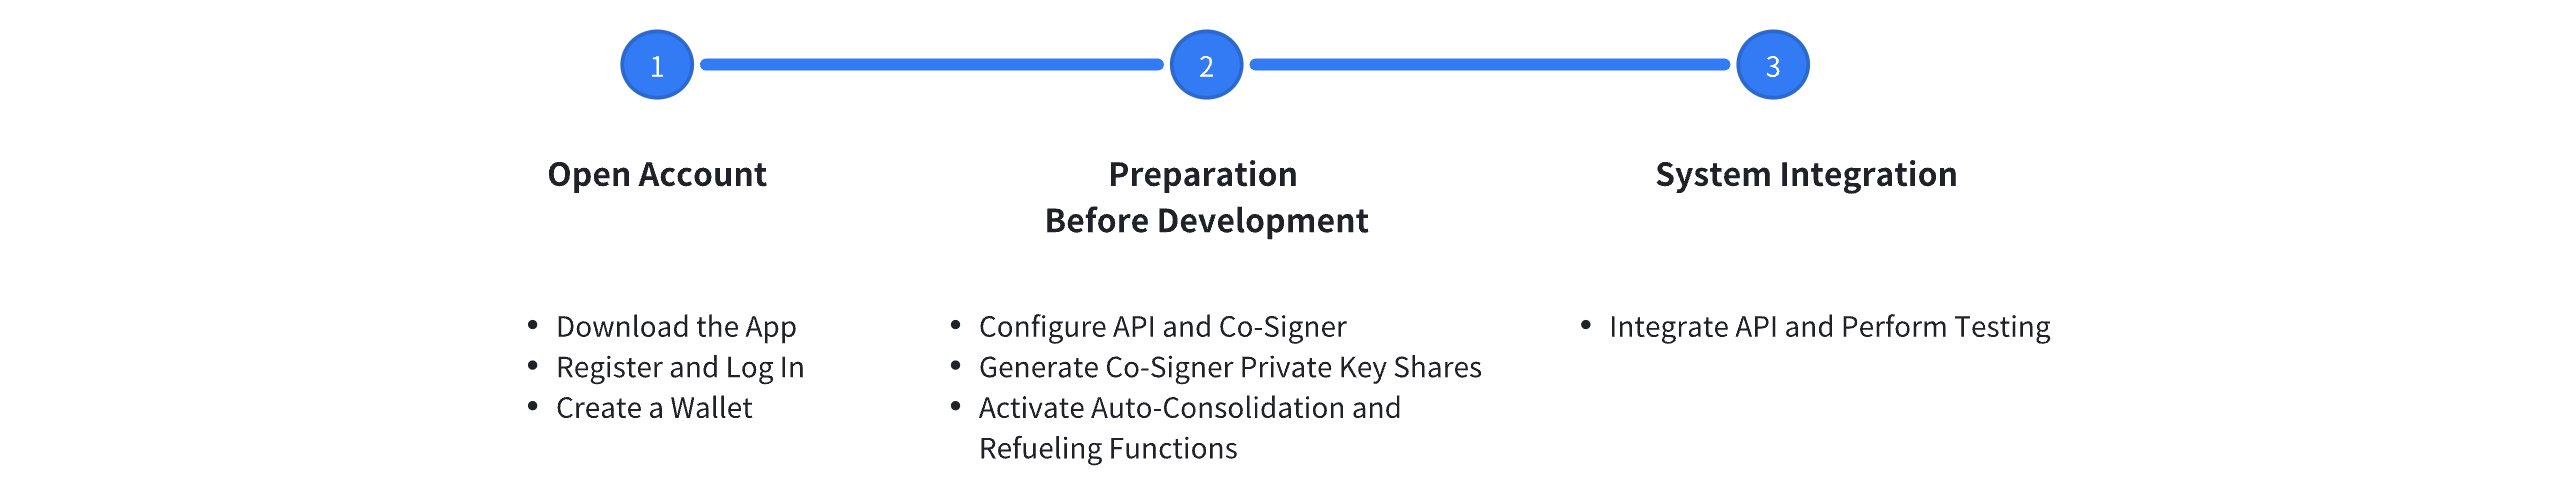 1
2
3
Open Account
Preparation
Before Development
System Integration
• Download the App
• Register and Log In
• Create a Wallet
• Configure API and Co-Signer
• Generate Co-Signer Private Key Shares
• Activate Auto-Consolidation and
Refueling Functions
• Integrate API and Perform Testing